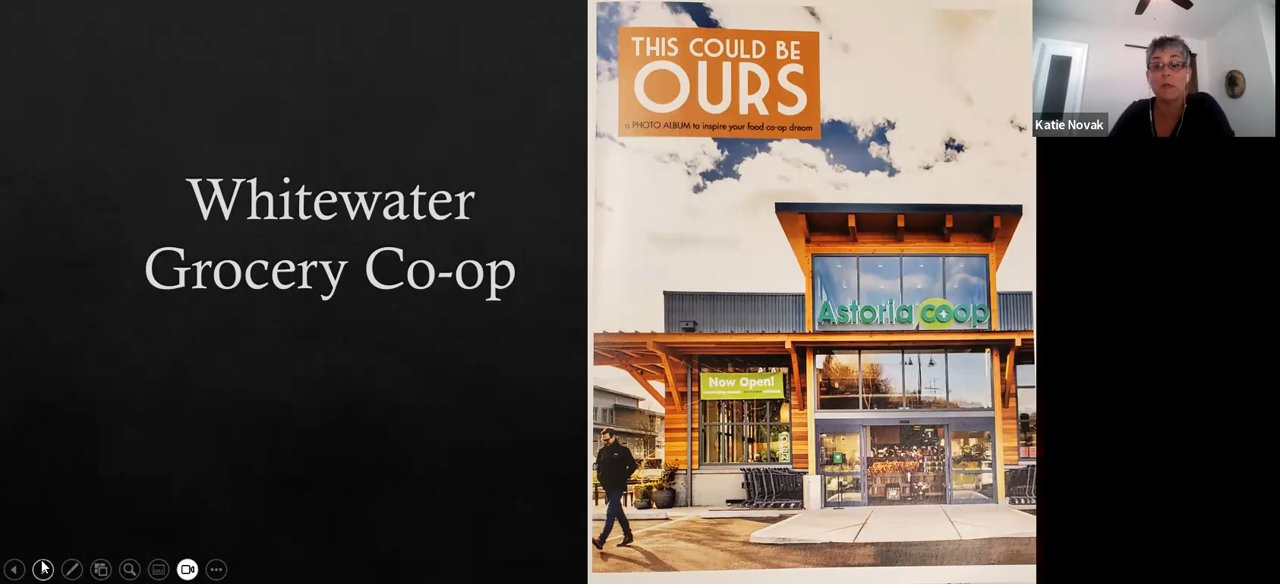 Whitewater
Grocery Co-op
THIS COULD BE
OURS
a PHOTO ALBUM to inspire your food co-op dream
Astoria coop
Now Open!
Katie Novak